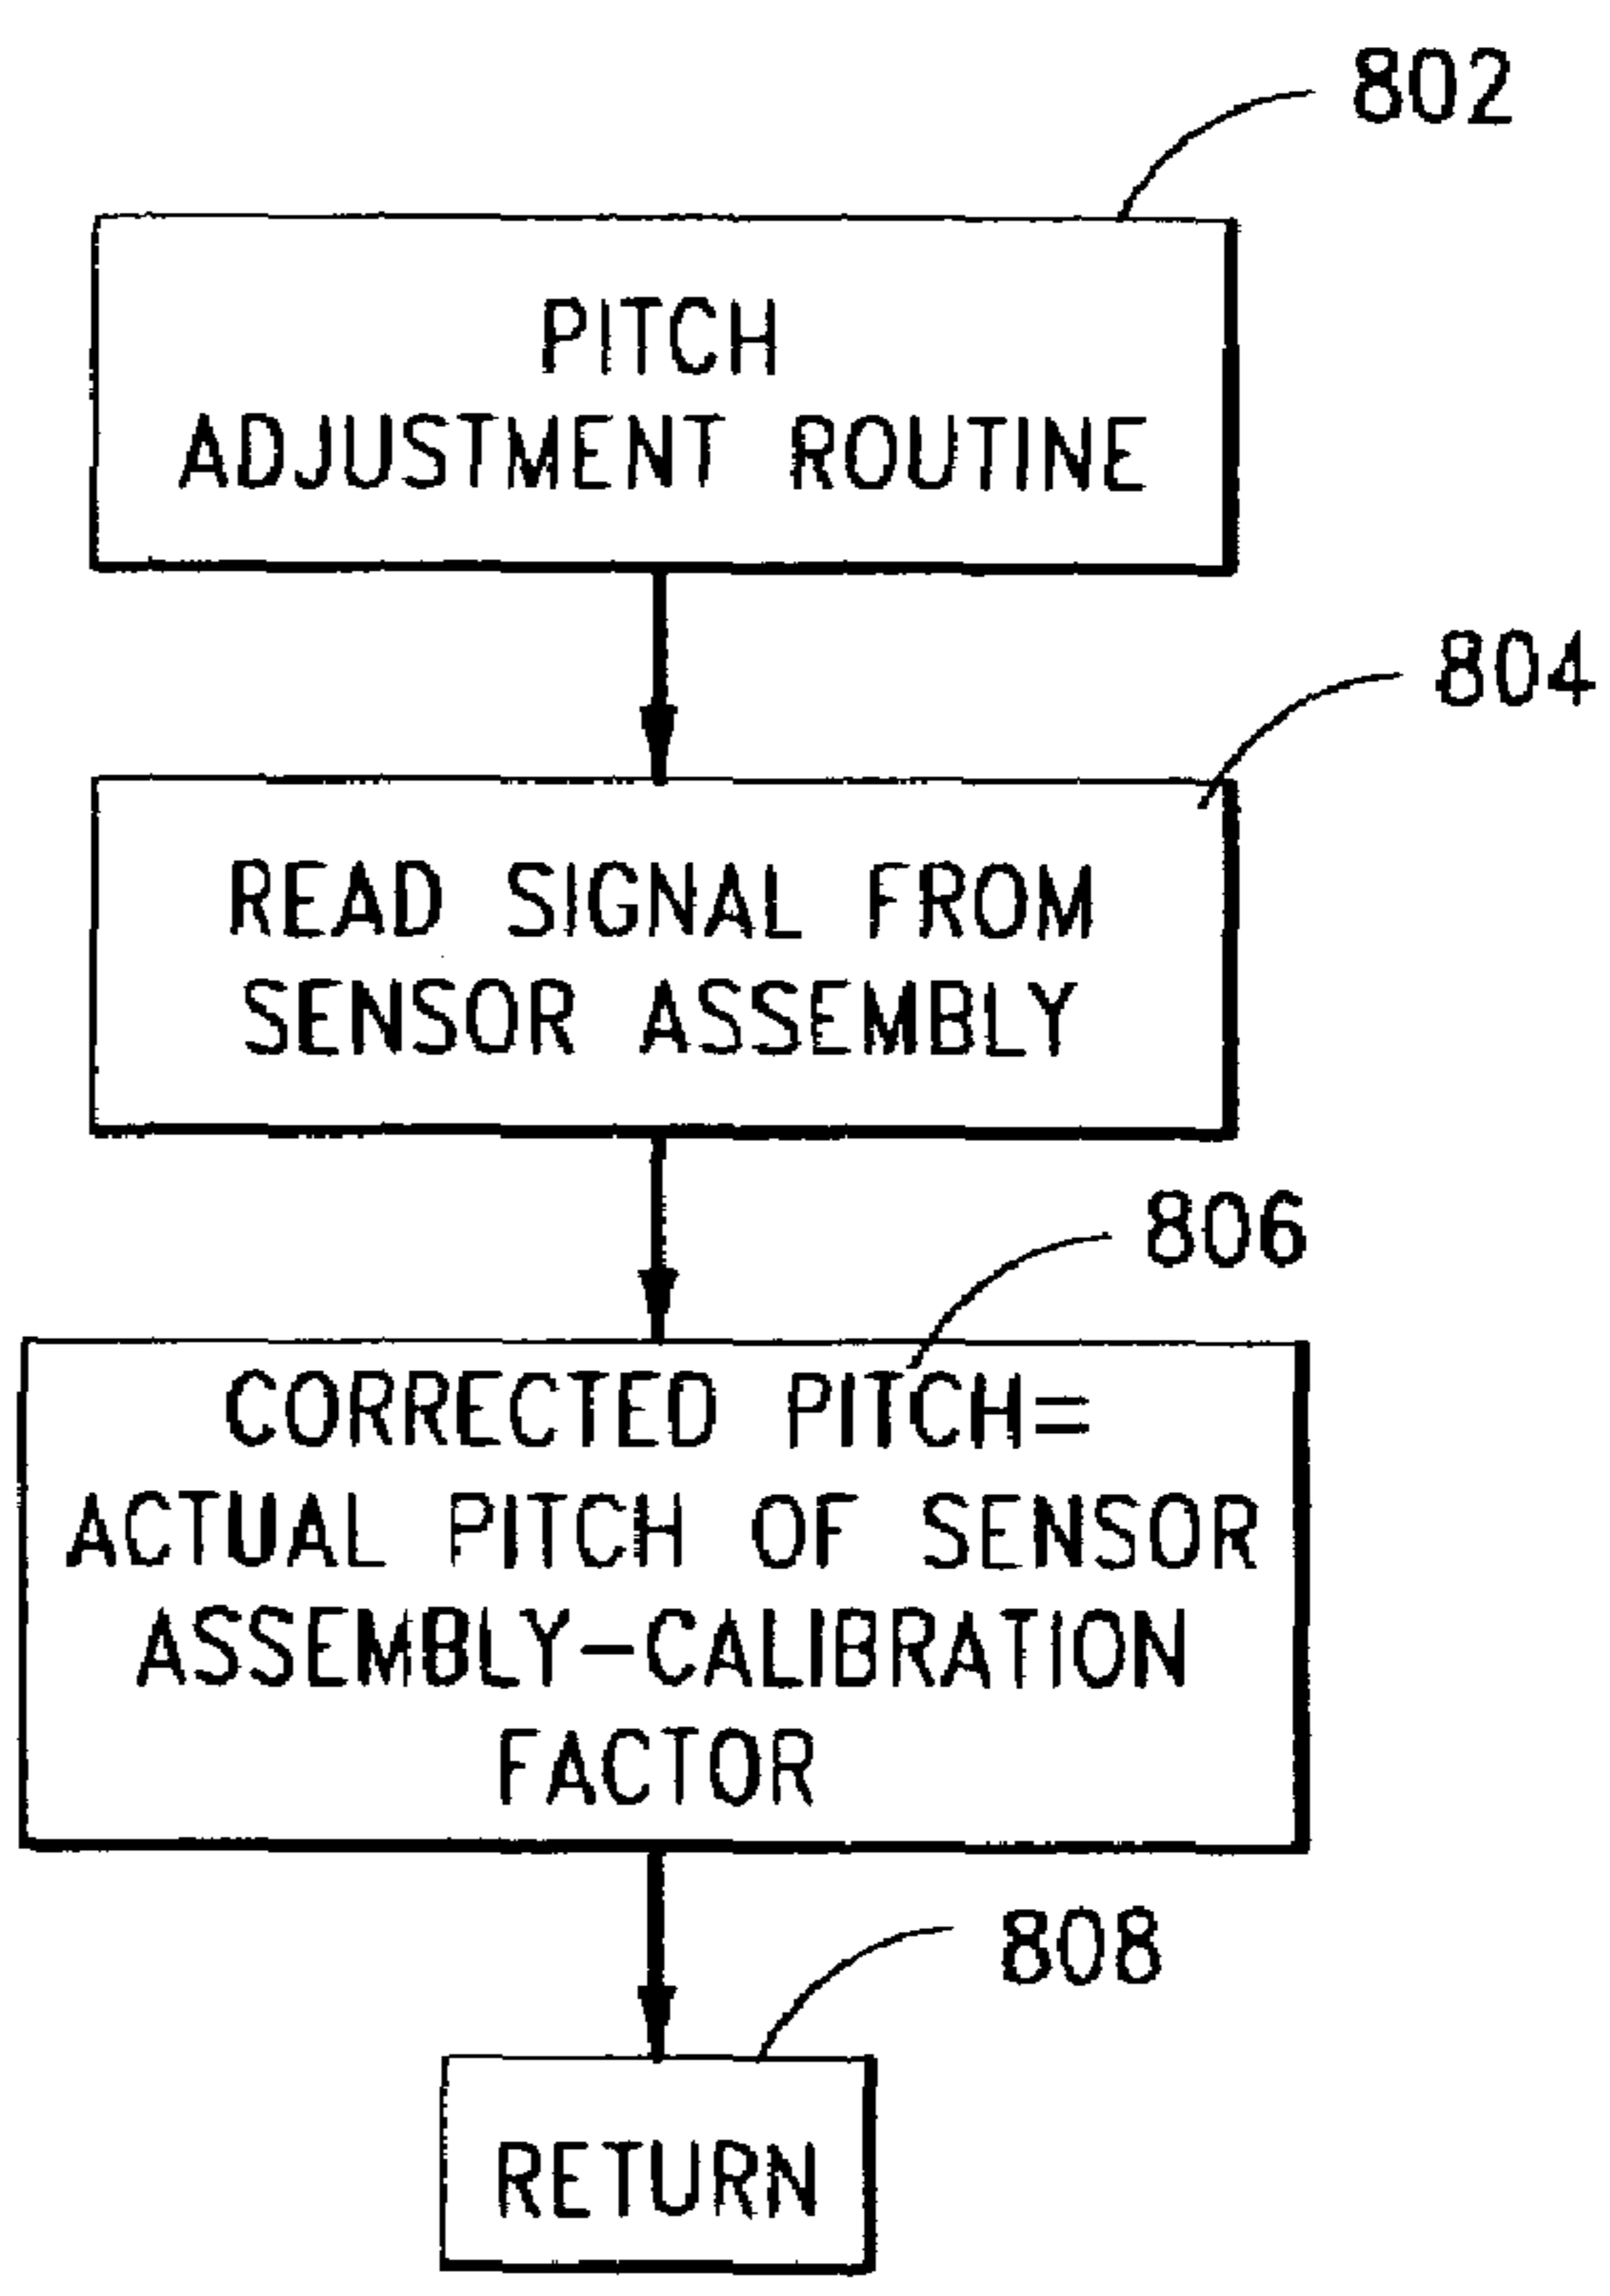 802
PITCH
ADJUSTMENT ROUTINE
804
READ SIGNAL FROM
SENSOR ASSEMBLY
806
CORRECTED PITCH=
ACTUAL PITCH OF SENSOR
ASSEMBLY-CALIBRATION
FACTOR
808
RETURN